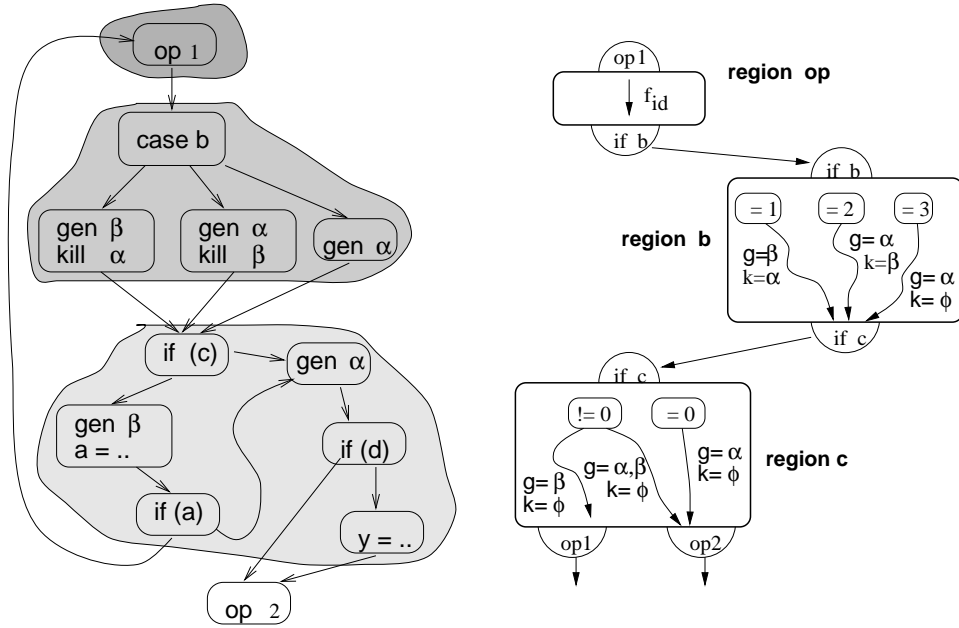 op 1
case b
gen β
kill α
gen α
kill β
gen α
if (c)
gen α
gen β
a = ..
if (d)
if (a)
y = ..
op 2
op1
region op
f id
if b
if b
region b
= 1
= 2
= 3
g=β
k=α
g= α
k=β
g= α
k= ϕ
if c
if c
region c
!= 0
= 0
g= β
k= ϕ
g= α,β
k= ϕ
g= α
k= ϕ
op1
op2